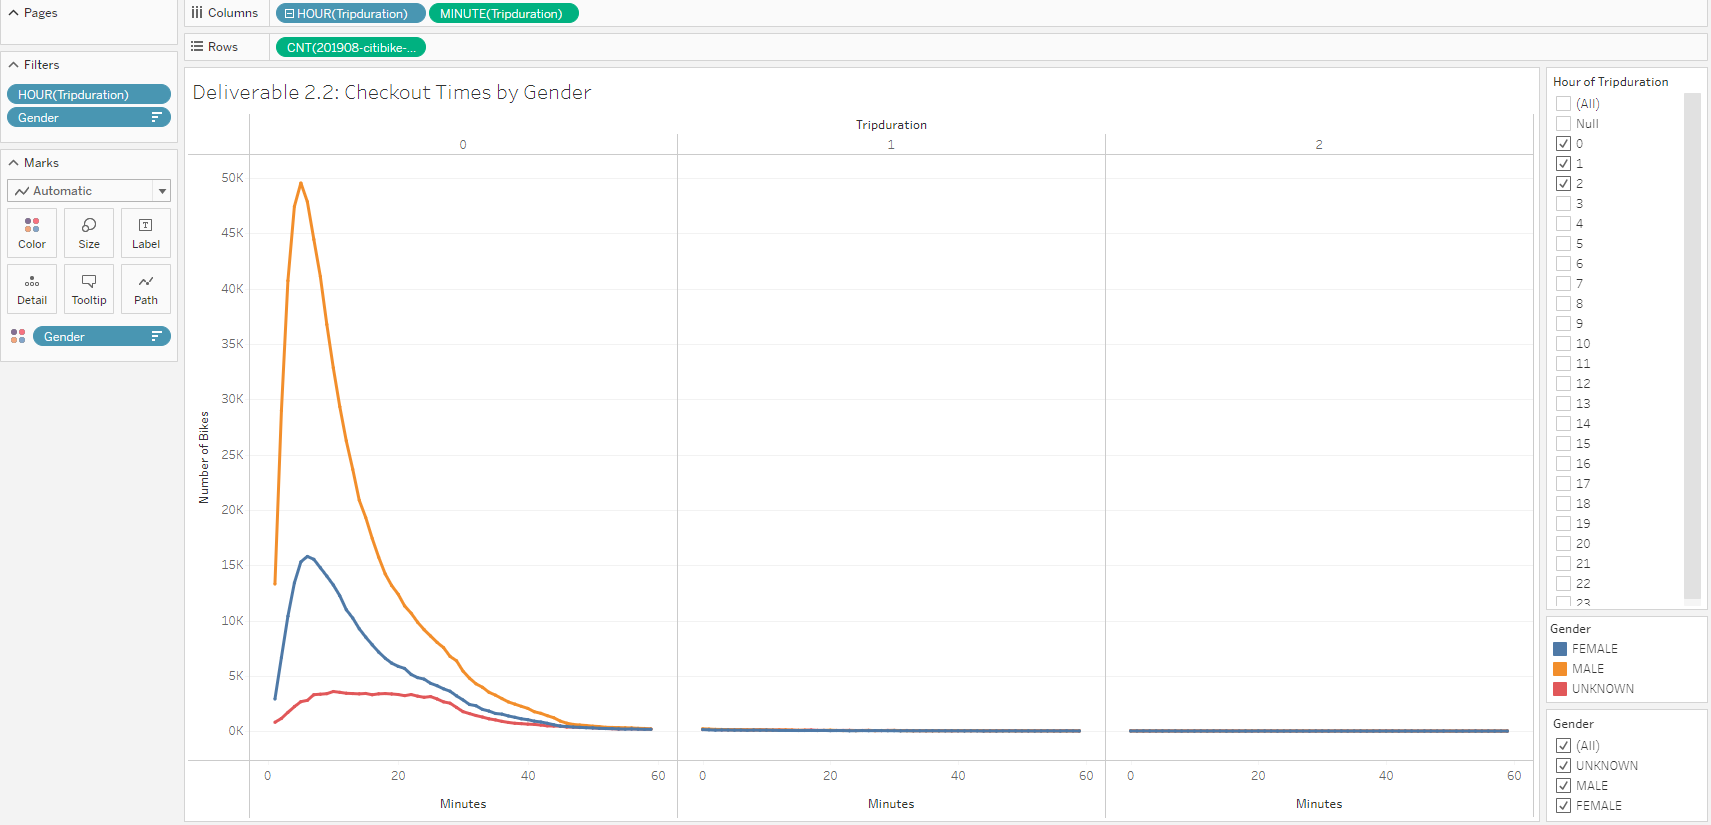 Pages
Columns
HOUR(Tripduration)
MINUTE(Tripduration)
Rows
CNT(201908-citibike-...
Filters
HOUR(Tripduration)
Gender
Marks
Automatic
Color
Size
Label
Detail
Tooltip
Path
Gender
Deliverable 2.2: Checkout Times by Gender
Tripduration
0
1
2
Number of Bikes
50K
45K
40K
35K
30K
25K
20K
15K
10K
5K
0K
0 20 40 60
0 20 40 60
0 20 40 60
Minutes
Minutes
Minutes
Hour of Tripduration
(All)
Null
0
1
2
3
4
5
6
7
8
9
10
11
12
13
14
15
16
17
18
19
20
21
22
23
Gender
FEMALE
MALE
UNKNOWN
Gender
(All)
UNKNOWN
MALE
FEMALE